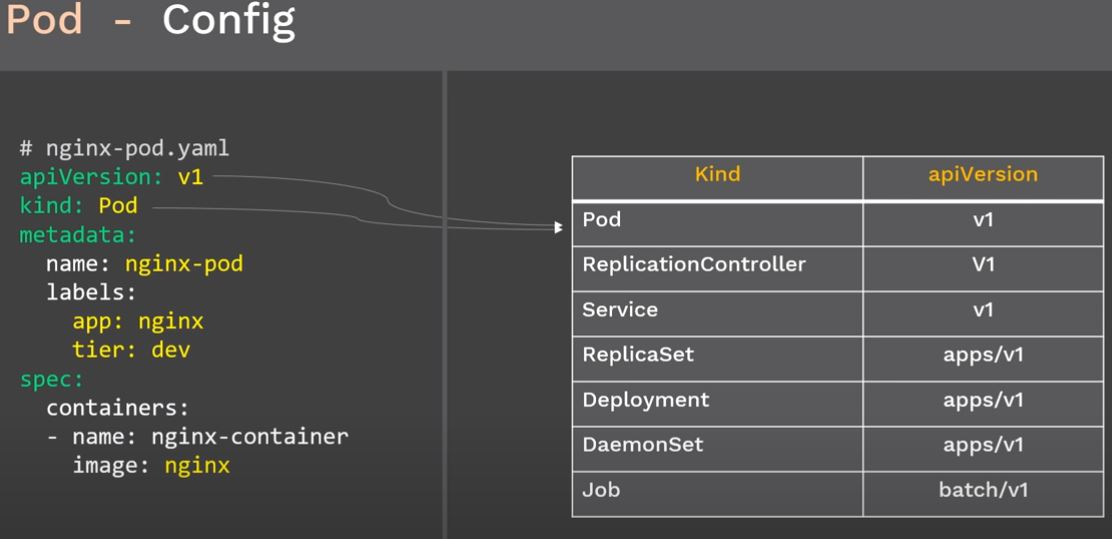 Pod - Config
# nginx-pod.yaml
apiVersion: v1
kind: Pod
metadata:
  name: nginx-pod
  labels:
    app: nginx
    tier: dev
spec:
  containers:
  - name: nginx-container
    image: nginx
Kind apiVersion
Pod v1
ReplicationController V1
Service v1
ReplicaSet apps/v1
Deployment apps/v1
DaemonSet apps/v1
Job batch/v1